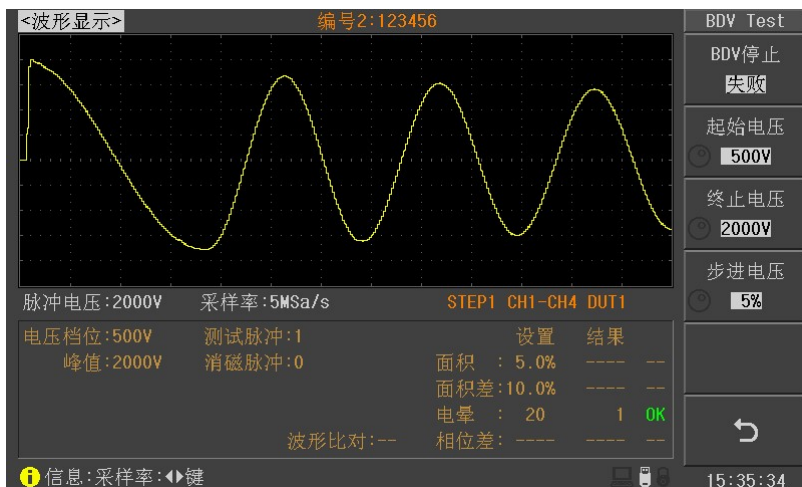 <波形显示> 编号2:123456 BDV Test
BDV停止
失败
起始电压
500V
终止电压
2000V
步进电压
5%
脉冲电压:2000V 采样率:5MSa/s STEP1 CH1-CH4 DUT1
电压档位:500V 测试脉冲:1 设置 结果
峰值:2000V 消磁脉冲:0 面积 : 5.0% ---- --
面积差:10.0% ---- --
电晕 : 20 1 OK
波形比对:-- 相位差: ---- ---- --
信息:采样率:◀▶键 15:35:34